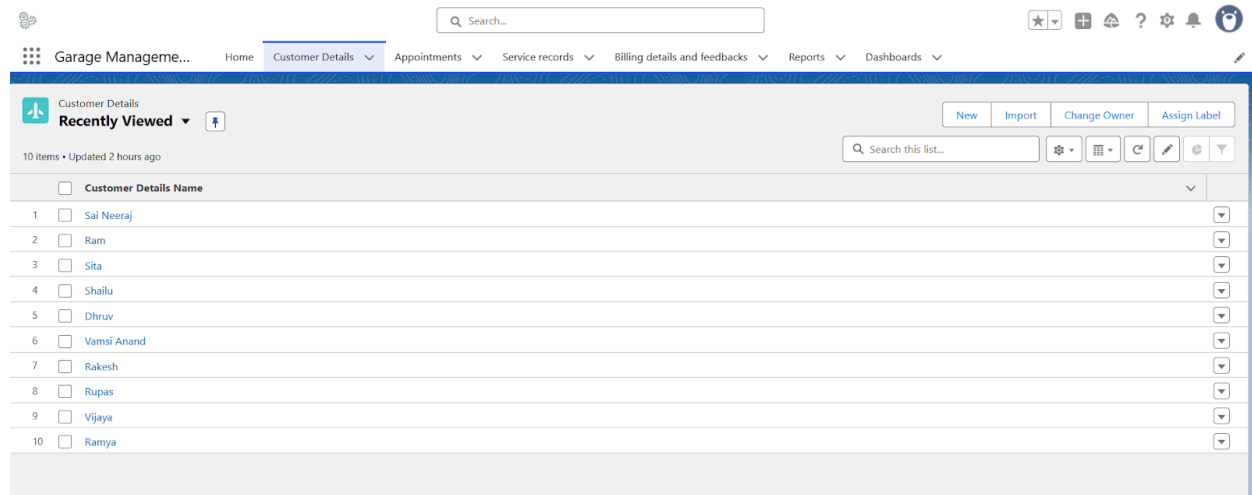 Search...
Garage Manageme... Home Customer Details Appointments Service records Billing details and feedbacks Reports Dashboards
Customer Details
Recently Viewed
New Import Change Owner Assign Label
10 items • Updated 2 hours ago
Search this list...
Customer Details Name
1 Sai Neeraj
2 Ram
3 Sita
4 Shailu
5 Dhruv
6 Vamsi Anand
7 Rakesh
8 Rupas
9 Vijaya
10 Ramya